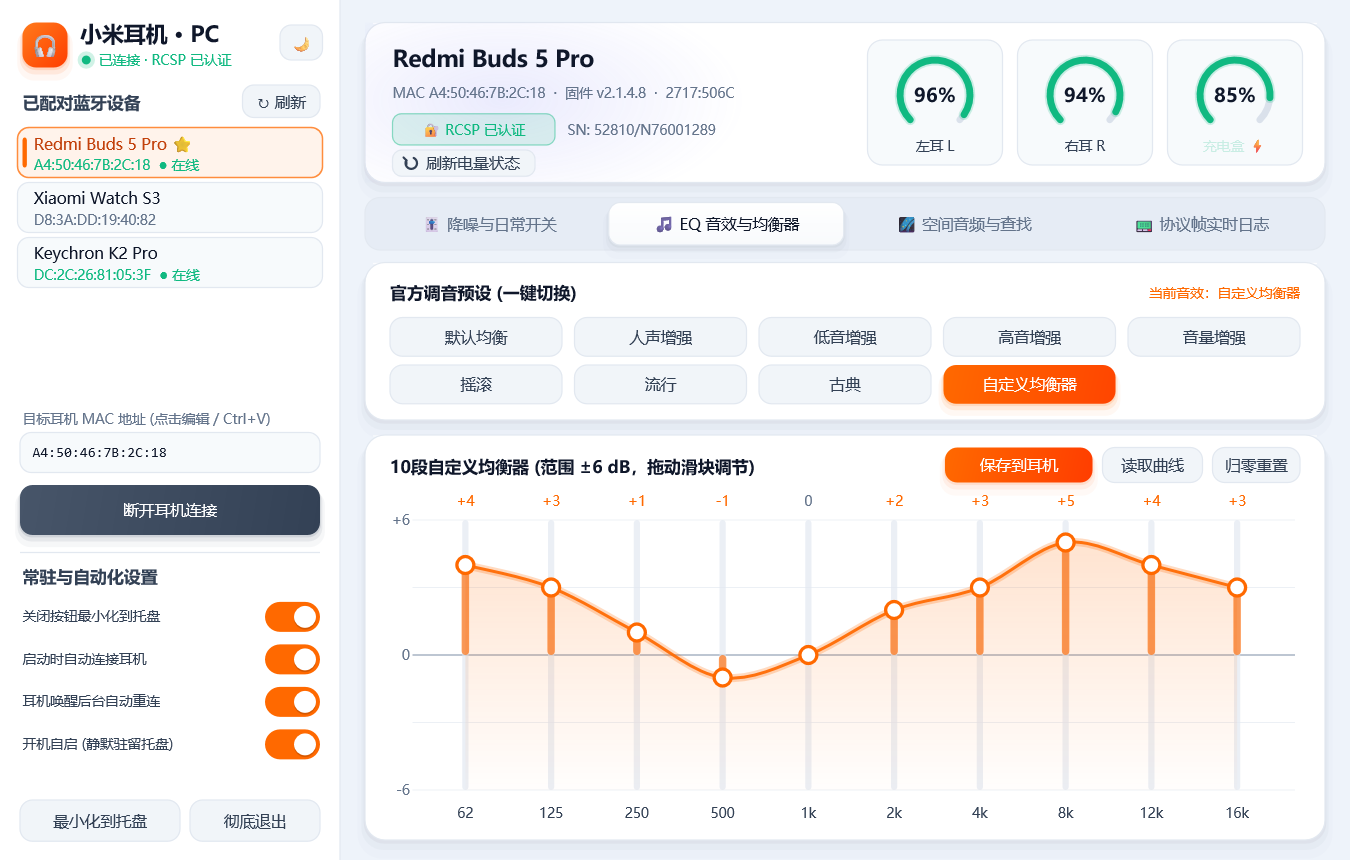 小米耳机 • PC
已连接 · RCSP 已认证
已配对蓝牙设备
刷新
Redmi Buds 5 Pro
A4:50:46:7B:2C:18 ● 在线
Xiaomi Watch S3
D8:3A:DD:19:40:82
Keychron K2 Pro
DC:2C:26:81:05:3F ● 在线
目标耳机 MAC 地址 (点击编辑 / Ctrl+V)
A4:50:46:7B:2C:18
断开耳机连接
常驻与自动化设置
关闭按钮最小化到托盘
启动时自动连接耳机
耳机唤醒后台自动重连
开机自启 (静默驻留托盘)
最小化到托盘
彻底退出
Redmi Buds 5 Pro
MAC A4:50:46:7B:2C:18 · 固件 v2.1.4.8 · 2717:506C
RCSP 已认证
SN: 52810/N76001289
刷新电量状态
96%
左耳 L
94%
右耳 R
85%
充电盒
降噪与日常开关
EQ 音效与均衡器
空间音频与查找
协议帧实时日志
官方调音预设 (一键切换)
当前音效：自定义均衡器
默认均衡
人声增强
低音增强
高音增强
音量增强
摇滚
流行
古典
自定义均衡器
10段自定义均衡器 (范围 ±6 dB，拖动滑块调节)
保存到耳机
读取曲线
归零重置
+4 +3 +1 -1 0 +2 +3 +5 +4 +3
+6
0
-6
62 125 250 500 1k 2k 4k 8k 12k 16k